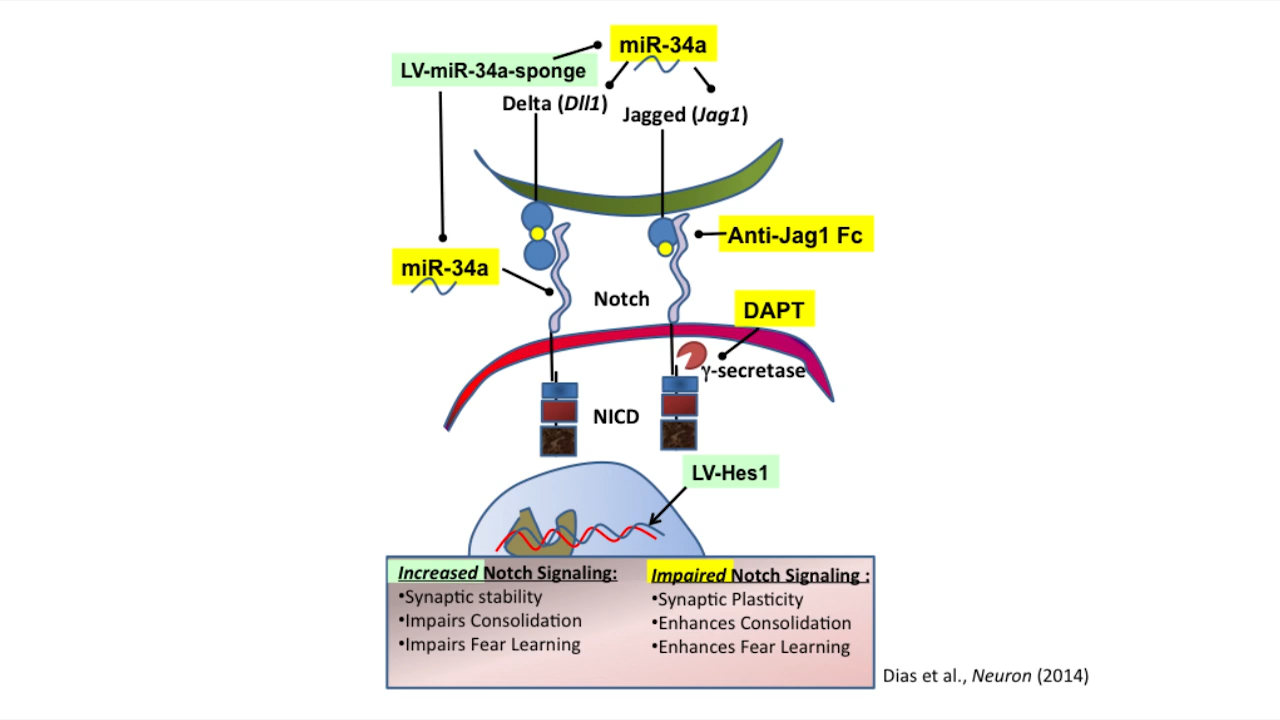 miR-34a
LV-miR-34a-sponge
Delta (Dll1)
Jagged (Jag1)
Anti-Jag1 Fc
miR-34a
Notch
DAPT
γ-secretase
NICD
LV-Hes1
Increased Notch Signaling:
•Synaptic stability
•Impairs Consolidation
•Impairs Fear Learning
Impaired Notch Signaling :
•Synaptic Plasticity
•Enhances Consolidation
•Enhances Fear Learning
Dias et al., Neuron (2014)